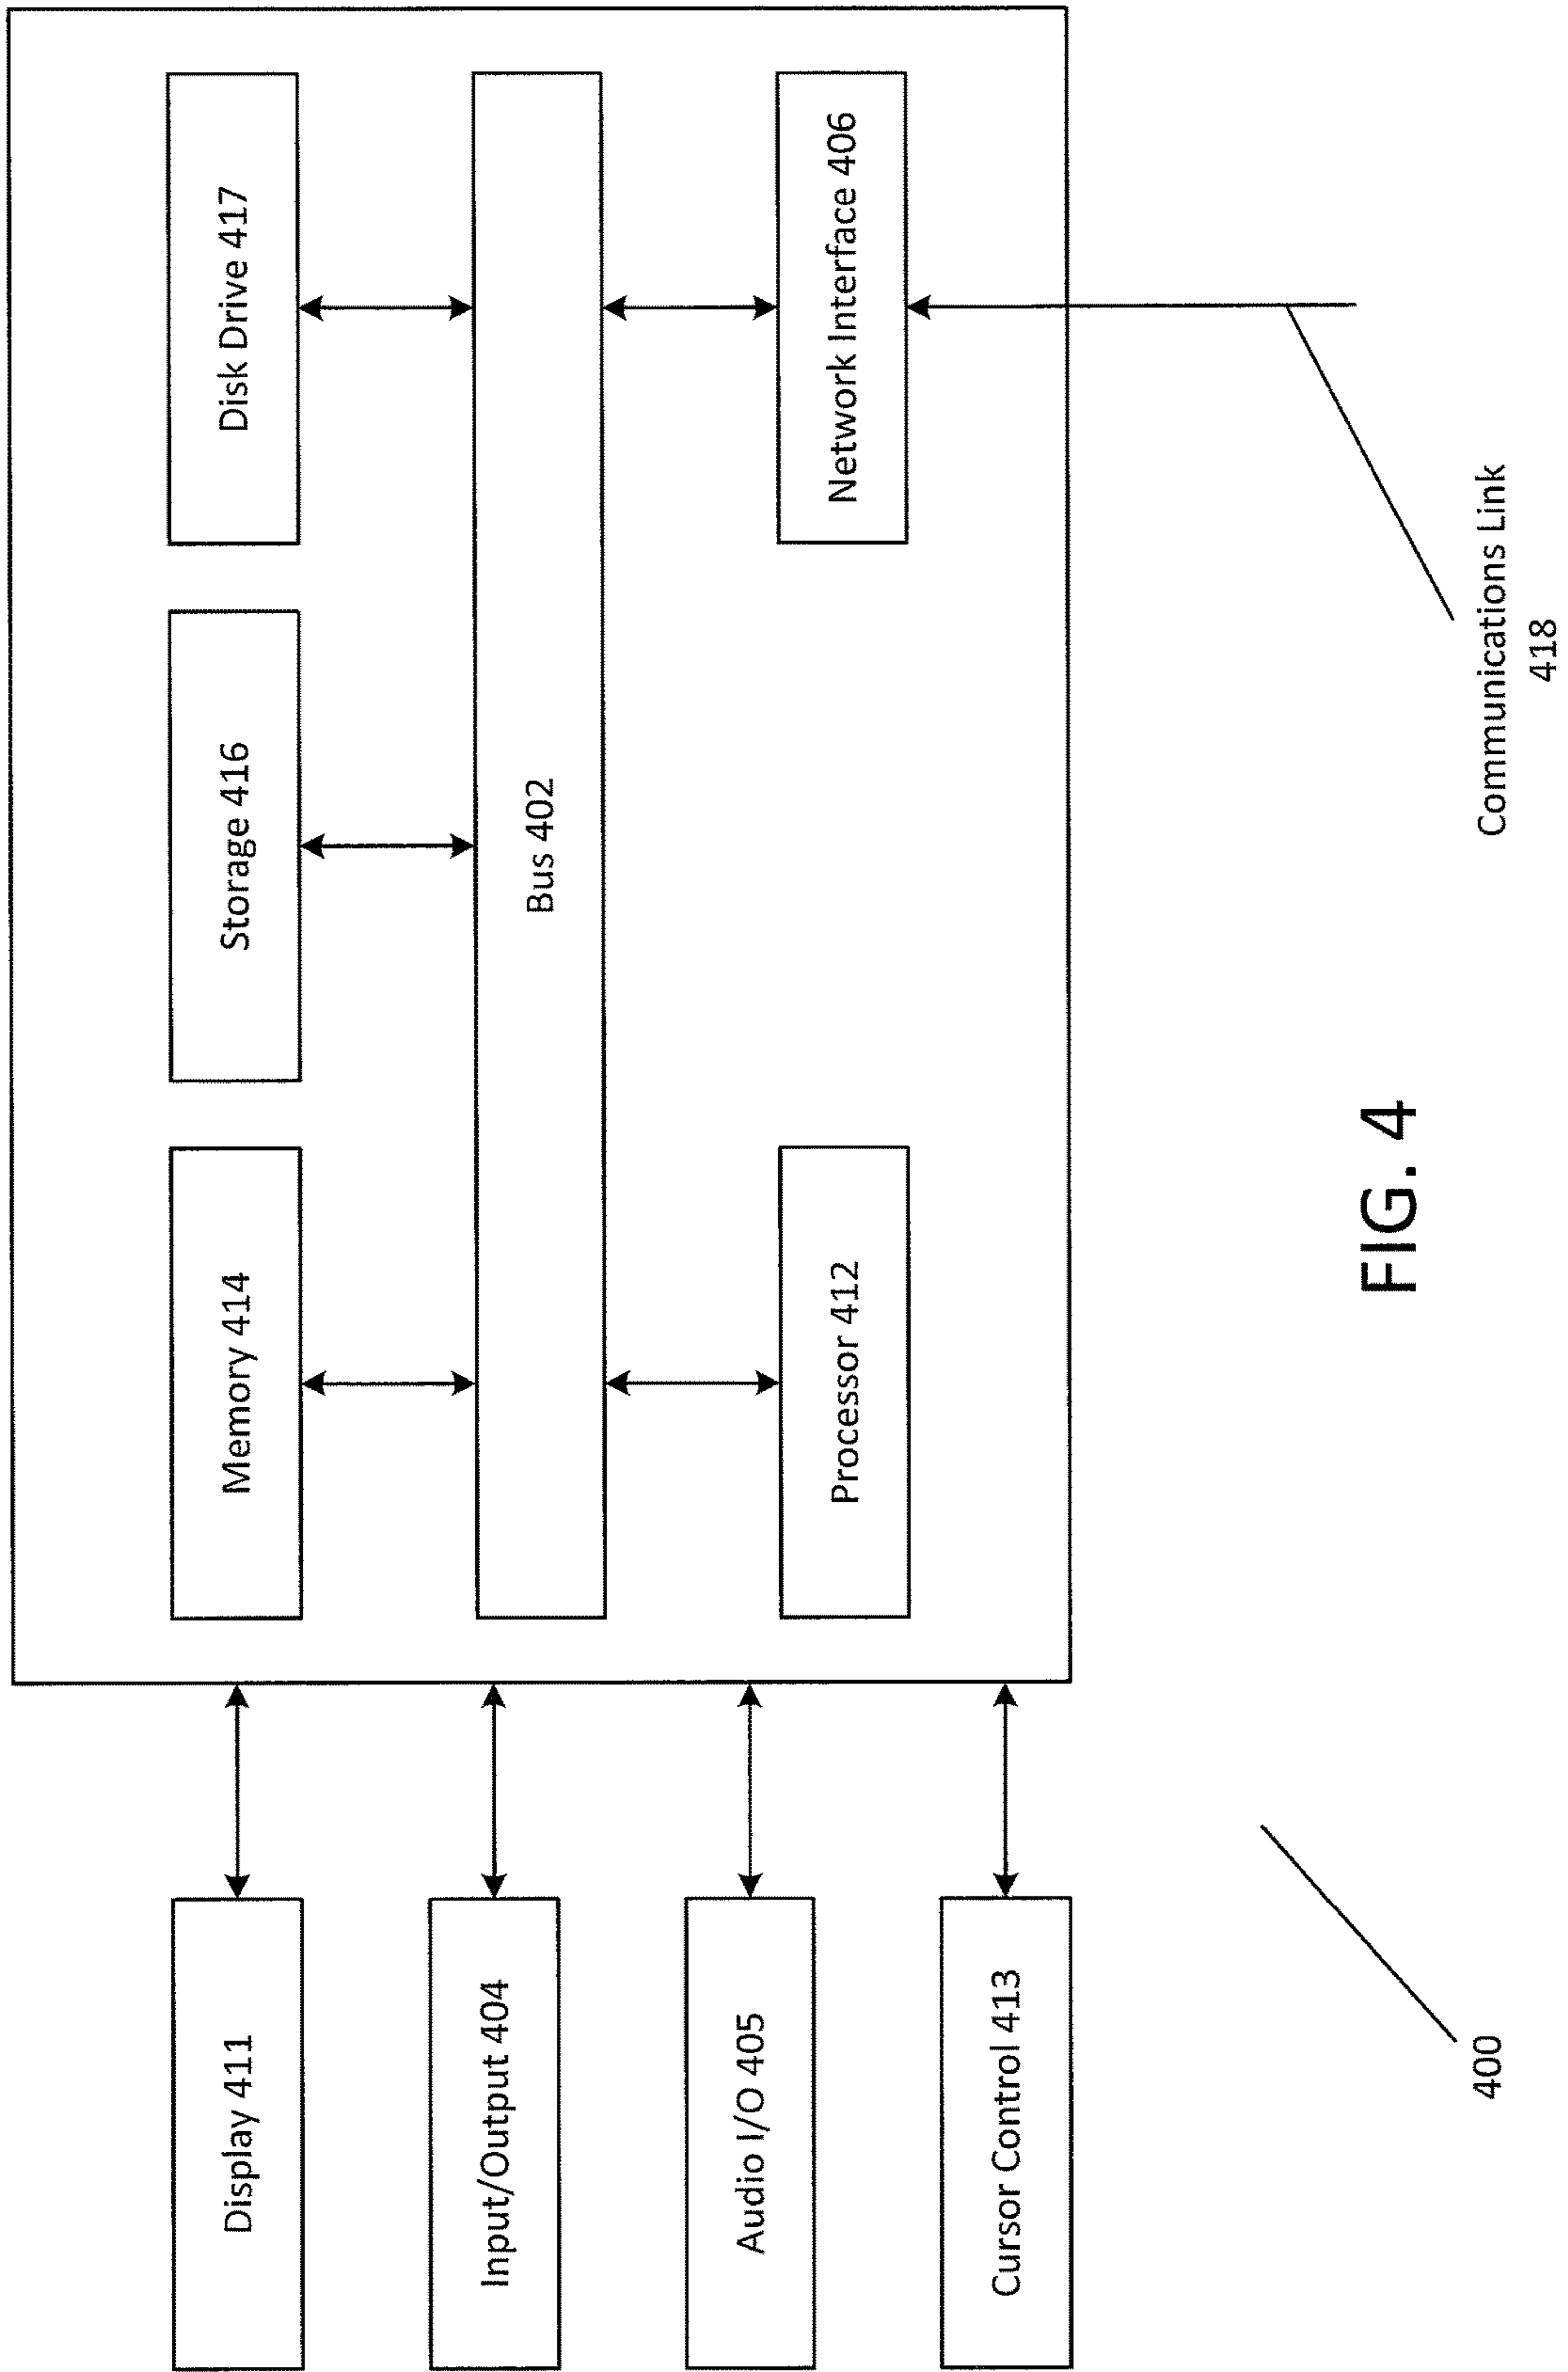 Display 411
Input/Output 404
Audio I/O 405
Cursor Control 413
Memory 414
Storage 416
Disk Drive 417
Bus 402
Processor 412
Network Interface 406
Communications Link
418
400
FIG. 4